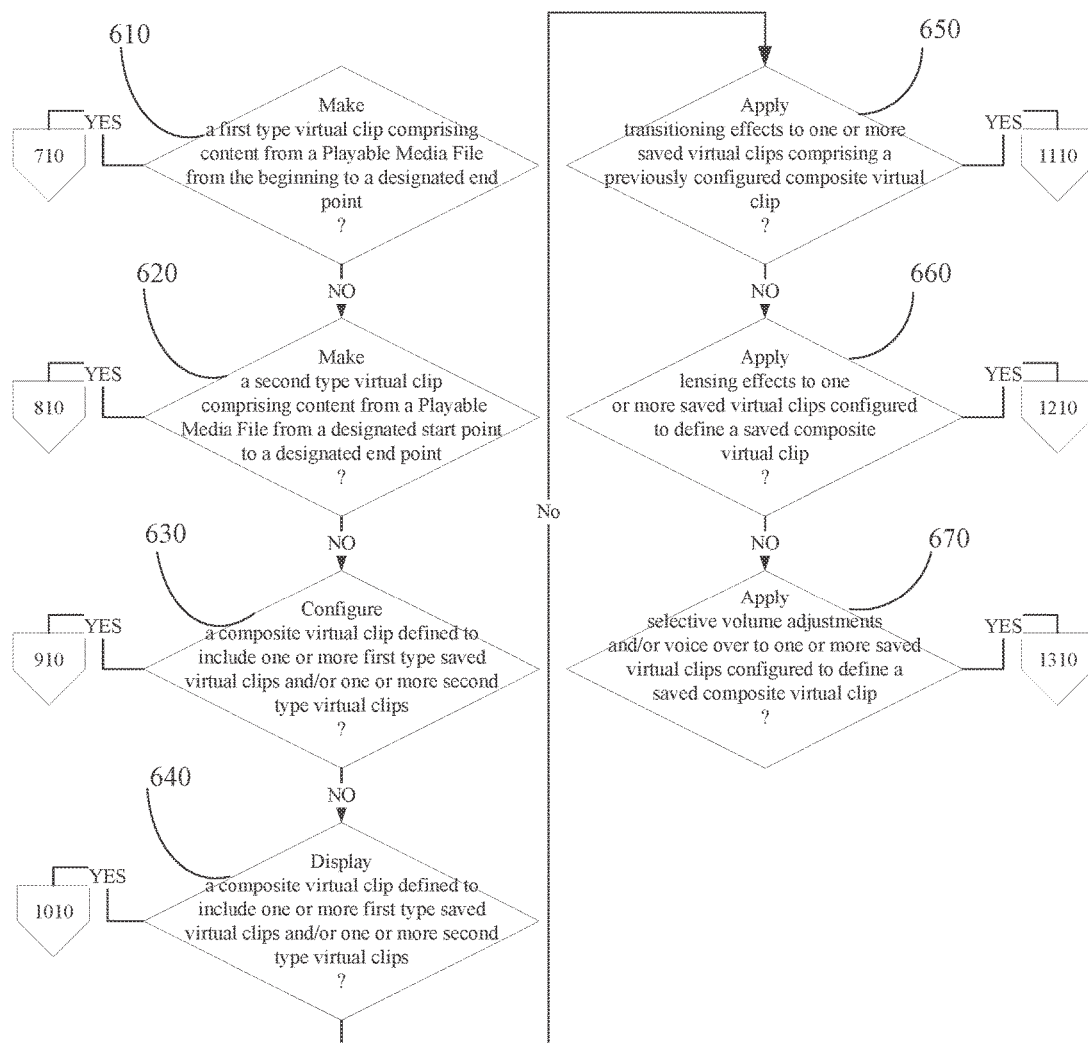 610
Make
a first type virtual clip comprising
content from a Playable Media File
from the beginning to a designated end
point
?
YES
710
NO
620
Make
a second type virtual clip
comprising content from a Playable
Media File from a designated start point
to a designated end point
?
YES
810
NO
630
Configure
a composite virtual clip defined to
include one or more first type saved
virtual clips and/or one or more second
type virtual clips
?
YES
910
NO
640
Display
a composite virtual clip defined to
include one or more first type saved
virtual clips and/or one or more second
type virtual clips
?
YES
1010
No
650
Apply
transitioning effects to one or more
saved virtual clips comprising a
previously configured composite virtual
clip
?
YES
1110
NO
660
Apply
lensing effects to one
or more saved virtual clips configured
to define a saved composite
virtual clip
?
YES
1210
NO
670
Apply
selective volume adjustments
and/or voice over to one or more saved
virtual clips configured to define a
saved composite virtual clip
?
YES
1310